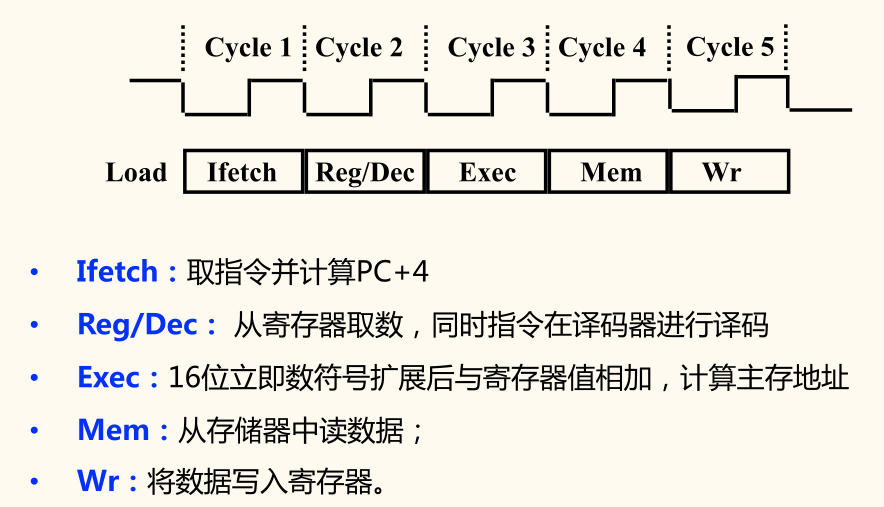 Cycle 1 Cycle 2 Cycle 3 Cycle 4 Cycle 5
Load Ifetch Reg/Dec Exec Mem Wr
• Ifetch：取指令并计算PC+4
• Reg/Dec： 从寄存器取数，同时指令在译码器进行译码
• Exec：16位立即数符号扩展后与寄存器值相加，计算主存地址
• Mem：从存储器中读数据；
• Wr：将数据写入寄存器。